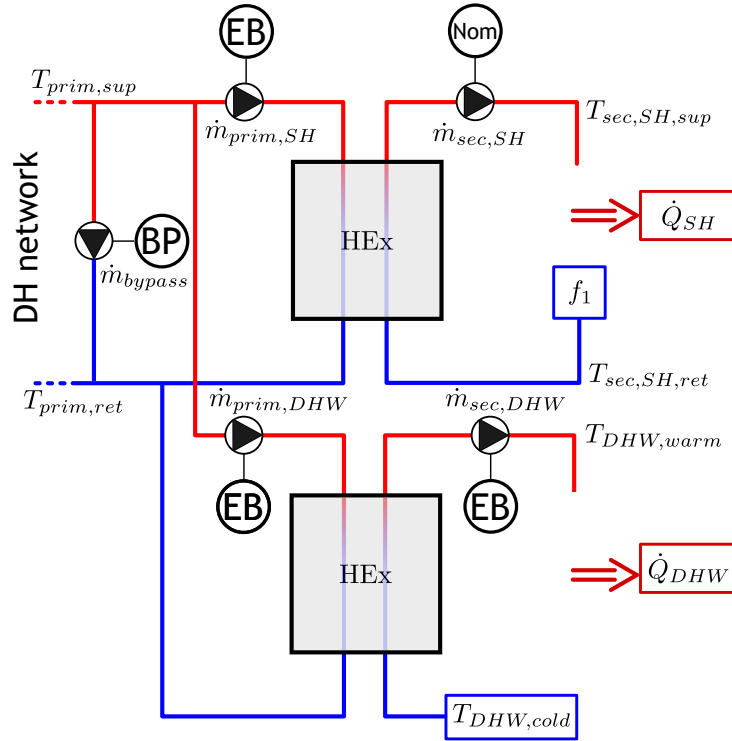 EB
Nom
T_{prim,sup}
ṁ_{prim,SH}
ṁ_{sec,SH}
T_{sec,SH,sup}
DH network
BP
ṁ_{bypass}
HEx
Q̇_{SH}
f_1
T_{prim,ret}
ṁ_{prim,DHW}
ṁ_{sec,DHW}
T_{sec,SH,ret}
T_{DHW,warm}
EB
EB
HEx
Q̇_{DHW}
T_{DHW,cold}